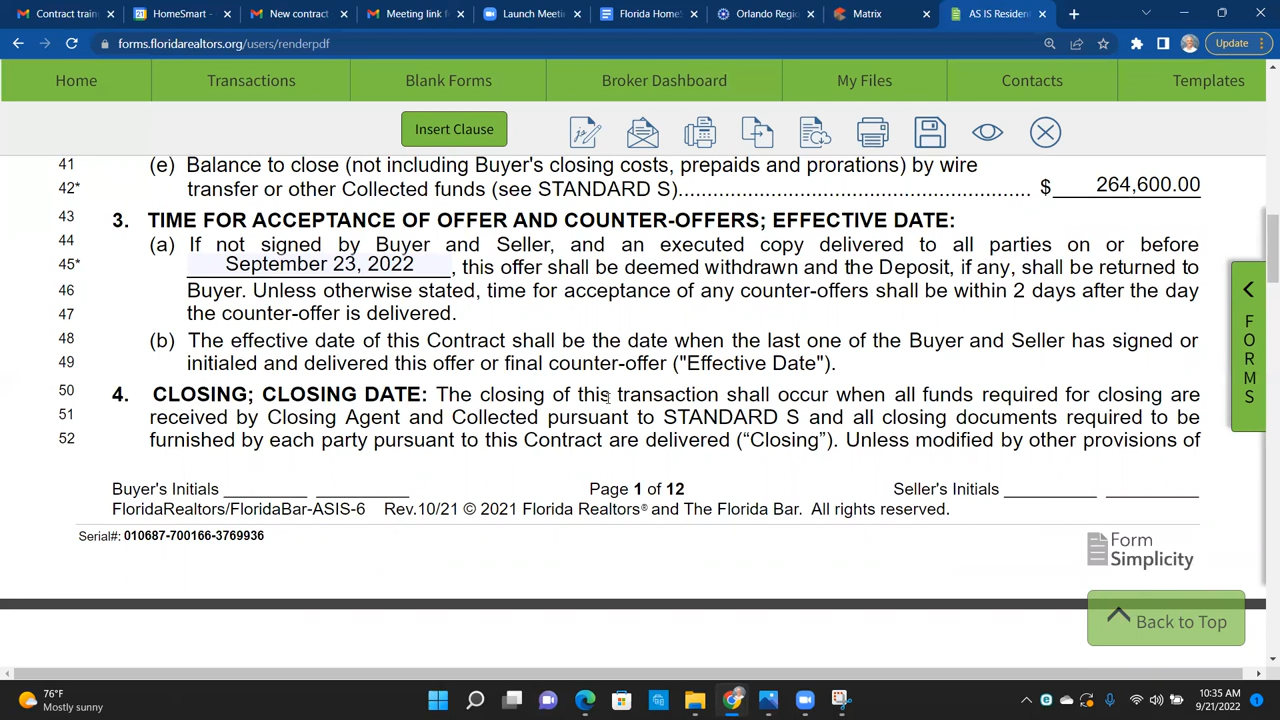 Contract train
HomeSmart -
New contract
Meeting link f
Launch Meeti
Florida HomeS
Orlando Regio
Matrix
AS IS Residen
forms.floridarealtors.org/users/renderpdf
Update
Home
Transactions
Blank Forms
Broker Dashboard
My Files
Contacts
Templates
Insert Clause
41 (e) Balance to close (not including Buyer's closing costs, prepaids and prorations) by wire
42* transfer or other Collected funds (see STANDARD S)............................................................ $ 264,600.00
43 3. TIME FOR ACCEPTANCE OF OFFER AND COUNTER-OFFERS; EFFECTIVE DATE:
44 (a) If not signed by Buyer and Seller, and an executed copy delivered to all parties on or before
45* September 23, 2022, this offer shall be deemed withdrawn and the Deposit, if any, shall be returned to
46 Buyer. Unless otherwise stated, time for acceptance of any counter-offers shall be within 2 days after the day
47 the counter-offer is delivered.
48 (b) The effective date of this Contract shall be the date when the last one of the Buyer and Seller has signed or
49 initialed and delivered this offer or final counter-offer ("Effective Date").
50 4. CLOSING; CLOSING DATE: The closing of this transaction shall occur when all funds required for closing are
51 received by Closing Agent and Collected pursuant to STANDARD S and all closing documents required to be
52 furnished by each party pursuant to this Contract are delivered (“Closing”). Unless modified by other provisions of
Buyer's Initials ________ ________ Page 1 of 12 Seller's Initials ________ ________
FloridaRealtors/FloridaBar-ASIS-6 Rev.10/21 © 2021 Florida Realtors® and The Florida Bar. All rights reserved.
Serial#: 010687-700166-3769936
Form
Simplicity
FORMS
Back to Top
76°F
Mostly sunny
10:35 AM
9/21/2022
1